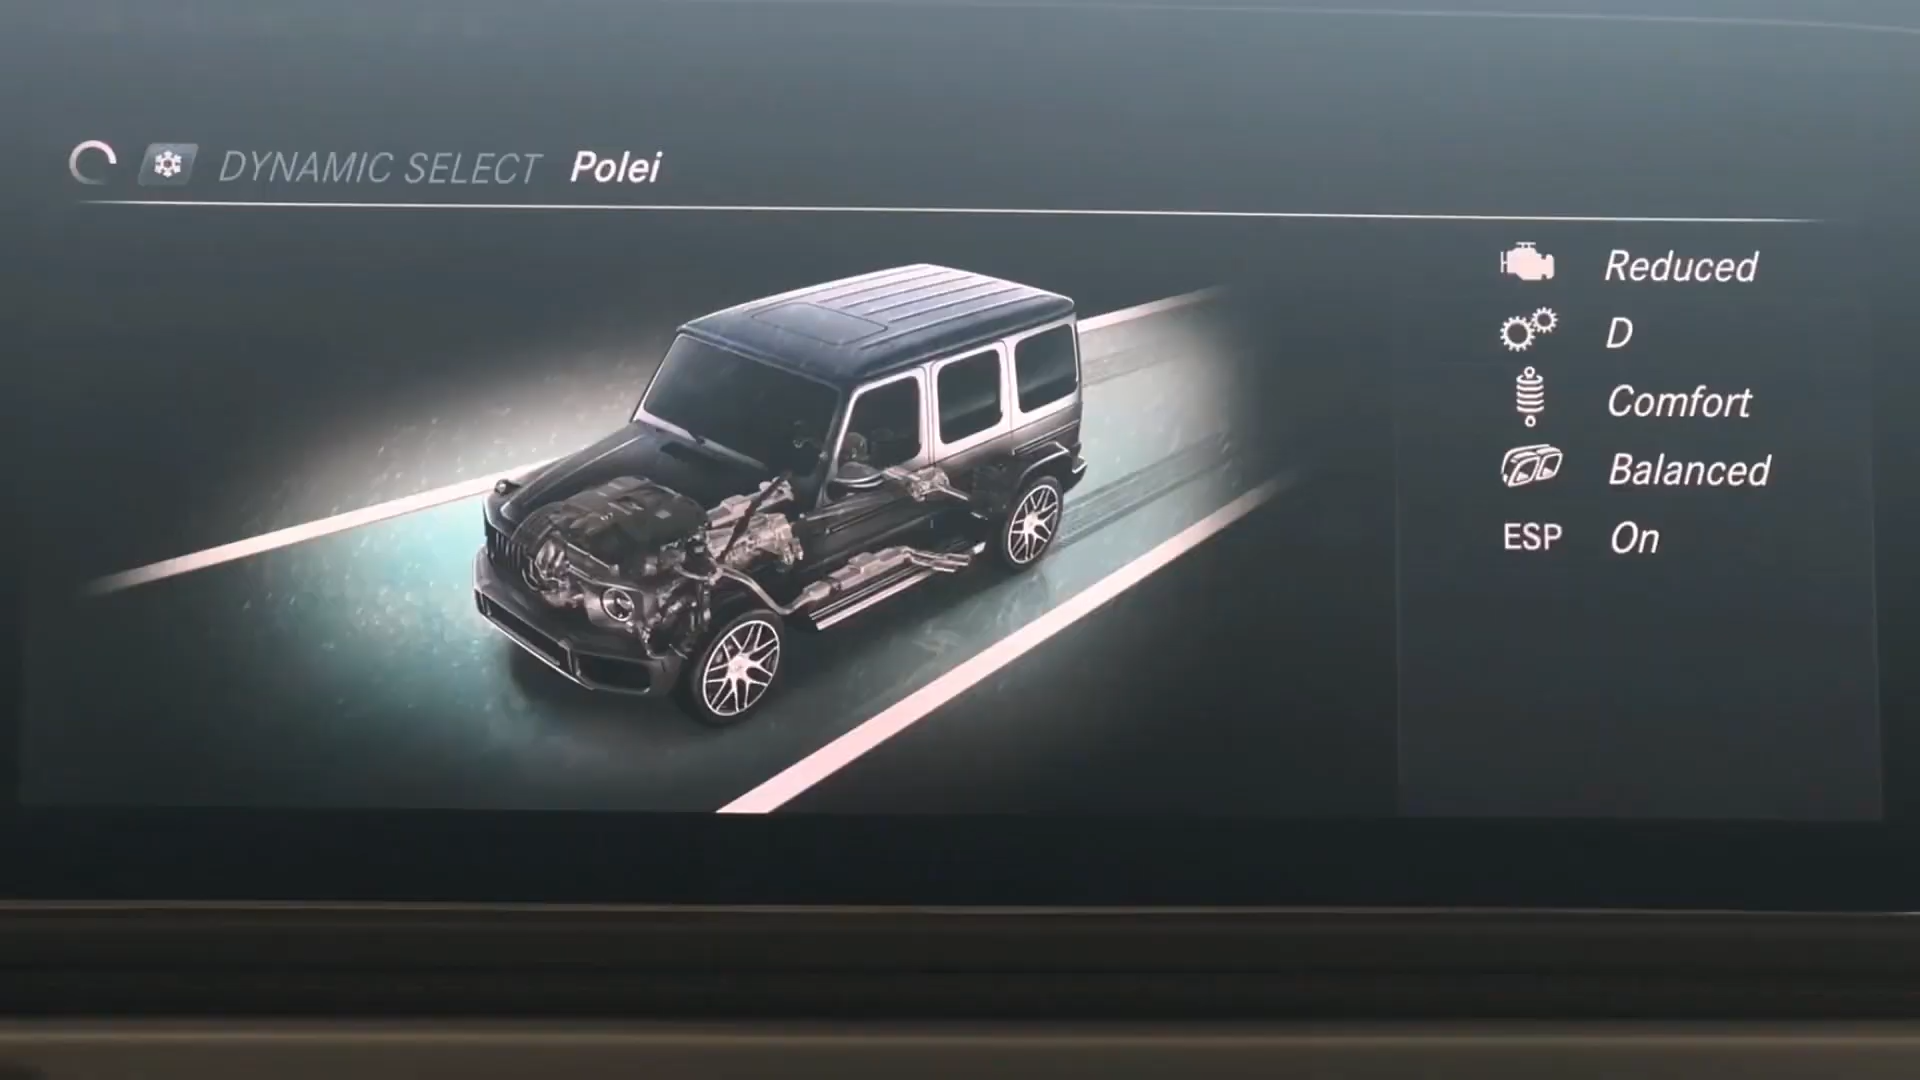 DYNAMIC SELECT Polei
Reduced
D
Comfort
Balanced
ESP On